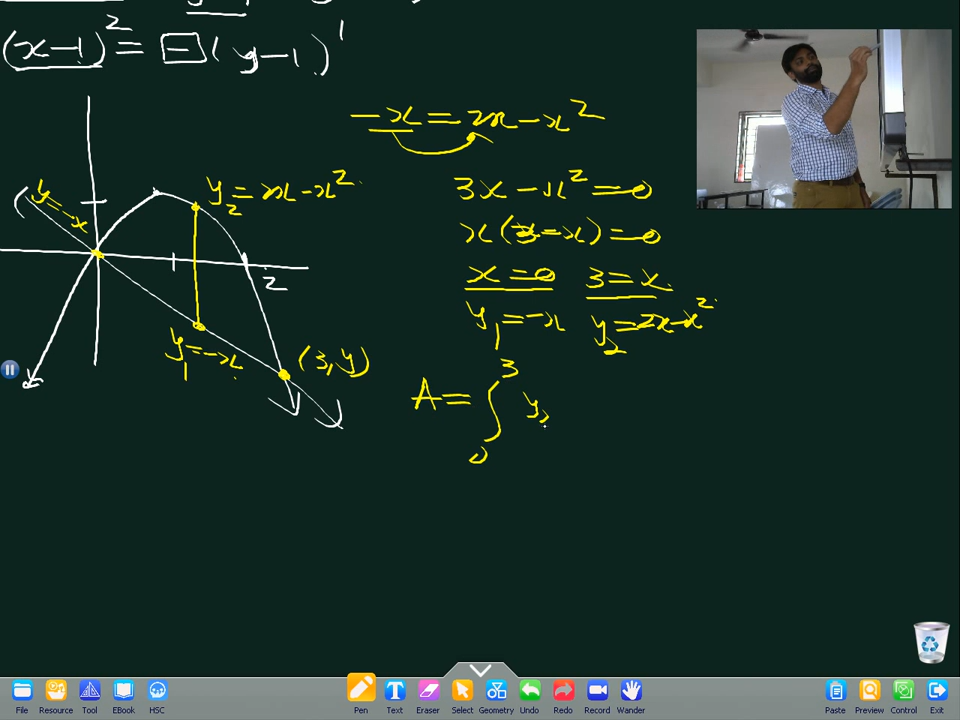 (x-1)² = -(y-1)¹
-x = 2x - x²
3x - x² = 0
x(3-x) = 0
x = 0   3 = x
y₁ = -x   y₂ = 2x - x²
A = ∫₀³ y₂
y = -x
y₂ = 2x - x²
2
y₁ = -x
(3, y)
File Resource Tool EBook HSC Pen Text Eraser Select Geometry Undo Redo Record Wander Paste Preview Control Exit